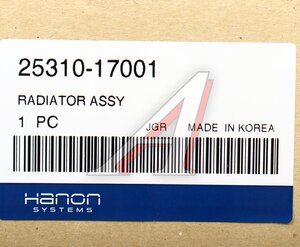 25310-17001
RADIATOR ASSY
1 PC JGR MADE IN KOREA
Hanon
SYSTEMS